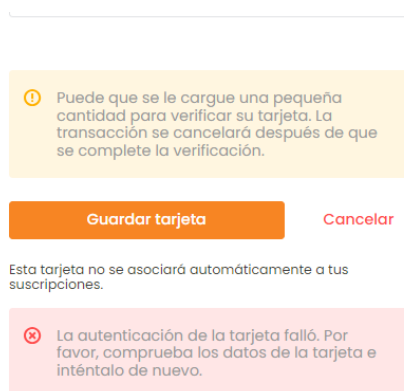 Puede que se le cargue una pequeña
cantidad para verificar su tarjeta. La
transacción se cancelará después de que
se complete la verificación.
Guardar tarjeta
Cancelar
Esta tarjeta no se asociará automáticamente a tus
suscripciones.
La autenticación de la tarjeta falló. Por
favor, comprueba los datos de la tarjeta e
inténtalo de nuevo.